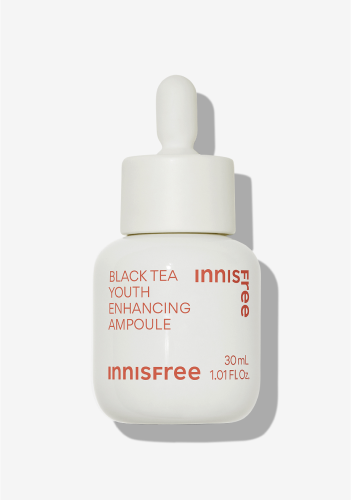 BLACK TEA
YOUTH
ENHANCING
AMPOULE
INNISFree
INNISFree
30 mL
1.01 Fl.Oz.